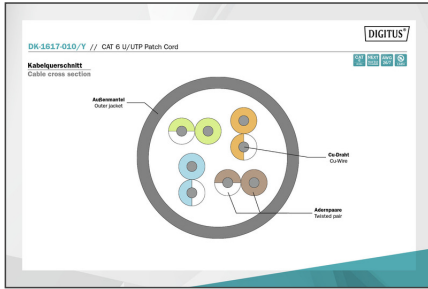 DIGITUS®
DK-1617-010/Y // CAT 6 U/UTP Patch Cord
Kabelquerschnitt
Cable cross section
Außenmantel
Outer jacket
Cu-Draht
Cu-Wire
Adernpaare
Twisted pair